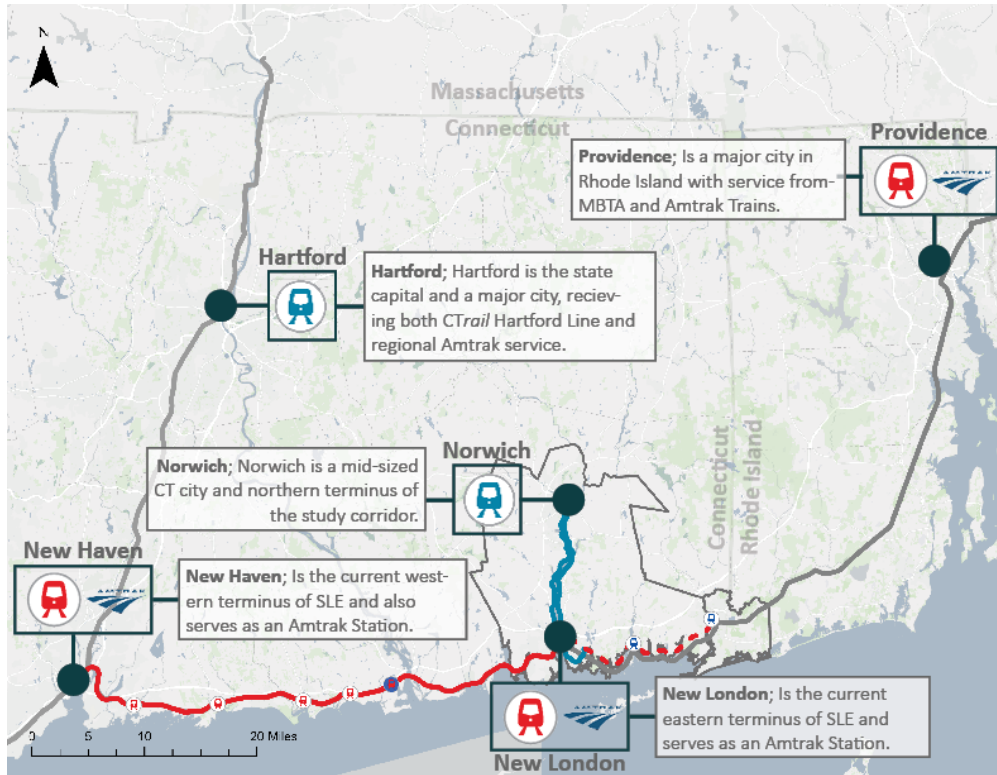 N
Massachusetts
Connecticut
Providence
Providence; Is a major city in
Rhode Island with service from-
MBTA and Amtrak Trains.
AMTRAK
Hartford
Hartford; Hartford is the state
capital and a major city, reciev-
ing both CTrail Hartford Line and
regional Amtrak service.
Norwich
Norwich; Norwich is a mid-sized
CT city and northern terminus of
the study corridor.
Connecticut
Rhode Island
New Haven
AMTRAK
New Haven; Is the current west-
ern terminus of SLE and also
serves as an Amtrak Station.
AMTRAK
New London
New London; Is the current
eastern terminus of SLE and
serves as an Amtrak Station.
0 5 10 20 Miles